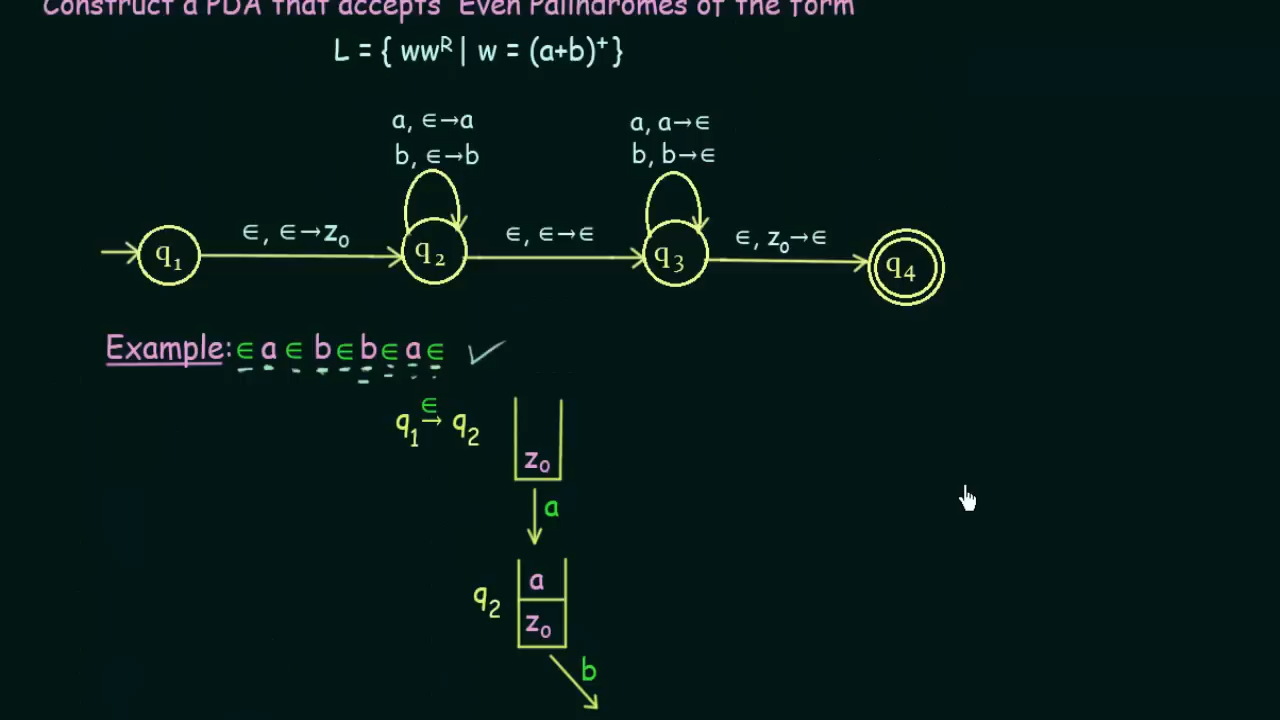 Construct a PDA that accepts Even Palindromes of the form
L = { wwᴿ | w = (a+b)⁺ }
a, ∈→a
b, ∈→b
a, a→∈
b, b→∈
q₁
∈, ∈→z₀
q₂
∈, ∈→∈
q₃
∈, z₀→∈
q₄
Example: ∈ a ∈ b ∈ b ∈ a ∈ ✓
q₁ →∈ q₂
z₀
a
q₂
a
z₀
b